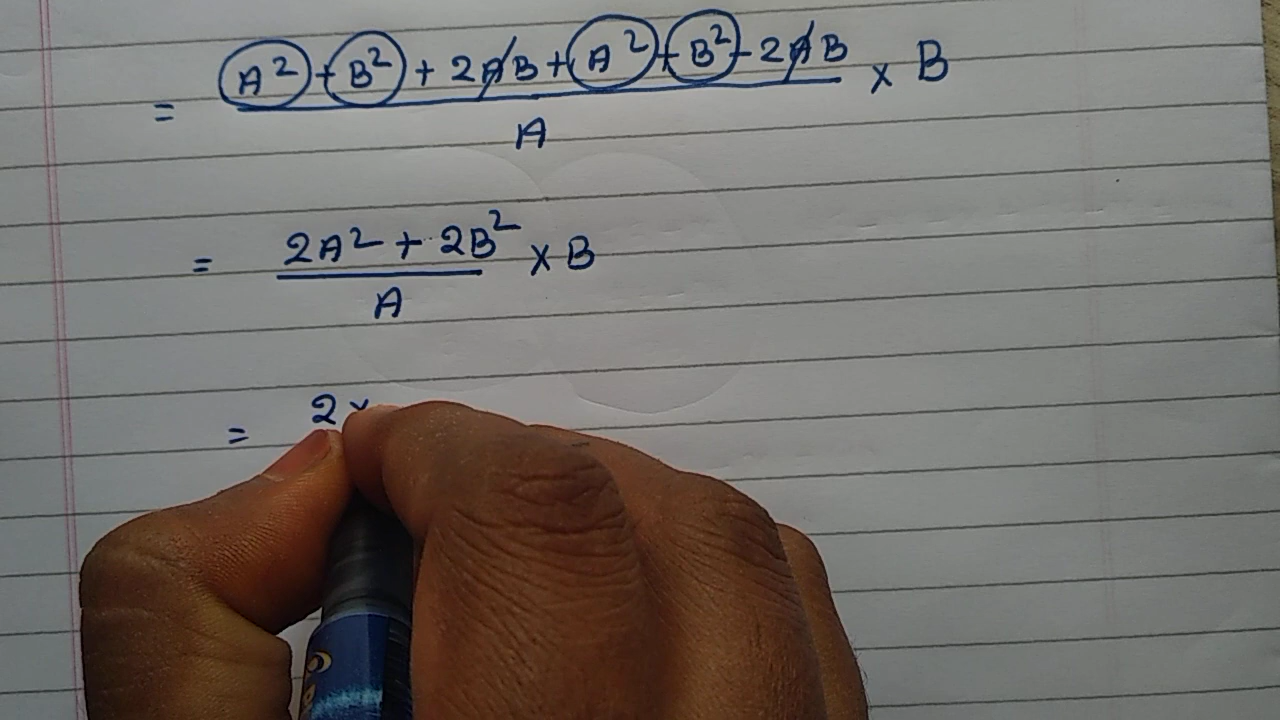 = A² + B² + 2AB + A² + B² - 2AB / A × B
= 2A² + 2B² / A × B
= 2 ×